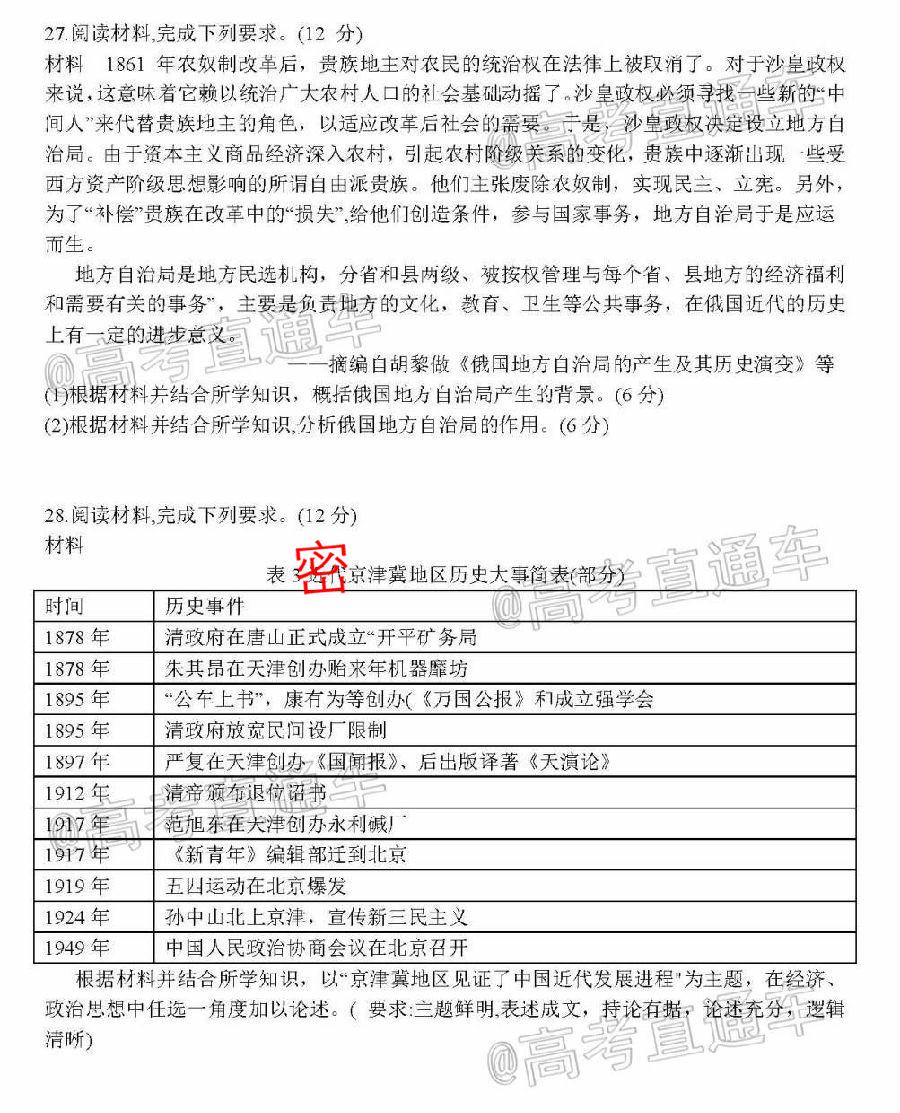 27.阅读材料,完成下列要求。(12 分)
材料 1861 年农奴制改革后，贵族地主对农民的统治权在法律上被取消了。对于沙皇政权
来说，这意味着它赖以统治广大农村人口的社会基础动摇了。沙皇政权必须寻找一些新的“中
间人”来代替贵族地主的角色，以适应改革后社会的需要。于是，沙皇政权决定设立地方自
治局。由于资本主义商品经济深入农村，引起农村阶级关系的变化，贵族中逐渐出现一些受
西方资产阶级思想影响的所谓自由派贵族。他们主张废除农奴制，实现民主、立宪。另外，
为了“补偿”贵族在改革中的“损失”,给他们创造条件，参与国家事务，地方自治局于是应运
而生。
地方自治局是地方民选机构，分省和县两级、被按权管理与每个省、县地方的经济福利
和需要有关的事务”，主要是负责地方的文化，教育、卫生等公共事务，在俄国近代的历史
上有一定的进步意义。
——摘编自胡黎做《俄国地方自治局的产生及其历史演变》等
(1)根据材料并结合所学知识，概括俄国地方自治局产生的背景。(6 分)
(2)根据材料并结合所学知识,分析俄国地方自治局的作用。(6 分)
28.阅读材料,完成下列要求。(12 分)
材料
密
表 3 近代京津冀地区历史大事简表(部分)
时间 历史事件
1878 年 清政府在唐山正式成立“开平矿务局
1878 年 朱其昂在天津创办贻来年机器靡坊
1895 年 “公车上书”，康有为等创办(《万国公报》和成立强学会
1895 年 清政府放宽民间设厂限制
1897 年 严复在天津创办《国闻报》、后出版译著《天演论》
1912 年 清帝颁布退位诏书
1917 年 范旭东在天津创办永利碱厂
1917 年 《新青年》编辑部迁到北京
1919 年 五四运动在北京爆发
1924 年 孙中山北上京津，宣传新三民主义
1949 年 中国人民政治协商会议在北京召开
根据材料并结合所学知识，以“京津冀地区见证了中国近代发展进程"为主题，在经济、
政治思想中任选一角度加以论述。( 要求:主题鲜明,表述成文，持论有据，论述充分，逻辑
清晰)
@高考直通车
@高考直通车
@高考直通车
@高考直通车
@高考直通车